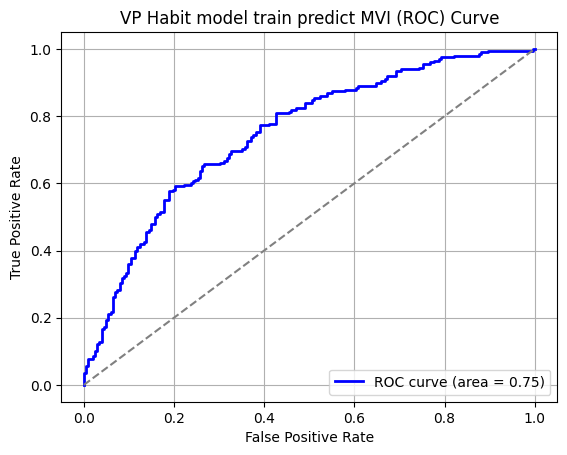 VP Habit model train predict MVI (ROC) Curve
True Positive Rate
1.0
0.8
0.6
0.4
0.2
0.0
ROC curve (area = 0.75)
0.0 0.2 0.4 0.6 0.8 1.0
False Positive Rate